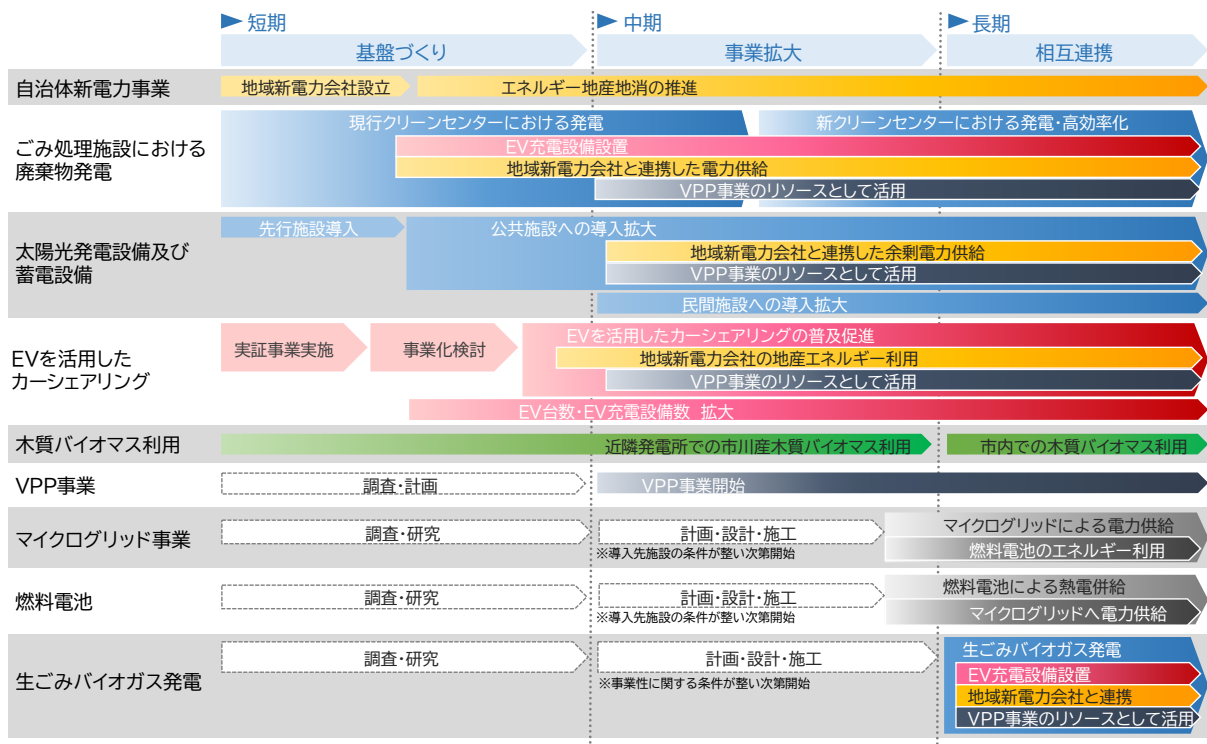 短期
中期
長期
基盤づくり
事業拡大
相互連携
自治体新電力事業
地域新電力会社設立
エネルギー地産地消の推進
ごみ処理施設における
廃棄物発電
現行クリーンセンターにおける発電
新クリーンセンターにおける発電・高効率化
EV充電設備設置
地域新電力会社と連携した電力供給
VPP事業のリソースとして活用
太陽光発電設備及び
蓄電設備
先行施設導入
公共施設への導入拡大
地域新電力会社と連携した余剰電力供給
VPP事業のリソースとして活用
民間施設への導入拡大
EVを活用した
カーシェアリング
実証事業実施
事業化検討
EVを活用したカーシェアリングの普及促進
地域新電力会社の地産エネルギー利用
VPP事業のリソースとして活用
EV台数・EV充電設備数 拡大
木質バイオマス利用
近隣発電所での市川産木質バイオマス利用
市内での木質バイオマス利用
VPP事業
調査・計画
VPP事業開始
マイクログリッド事業
調査・研究
計画・設計・施工
※導入先施設の条件が整い次第開始
マイクログリッドによる電力供給
燃料電池のエネルギー利用
燃料電池
調査・研究
計画・設計・施工
※導入先施設の条件が整い次第開始
燃料電池による熱電併給
マイクログリッドへ電力供給
生ごみバイオガス発電
調査・研究
計画・設計・施工
※事業性に関する条件が整い次第開始
生ごみバイオガス発電
EV充電設備設置
地域新電力会社と連携
VPP事業のリソースとして活用